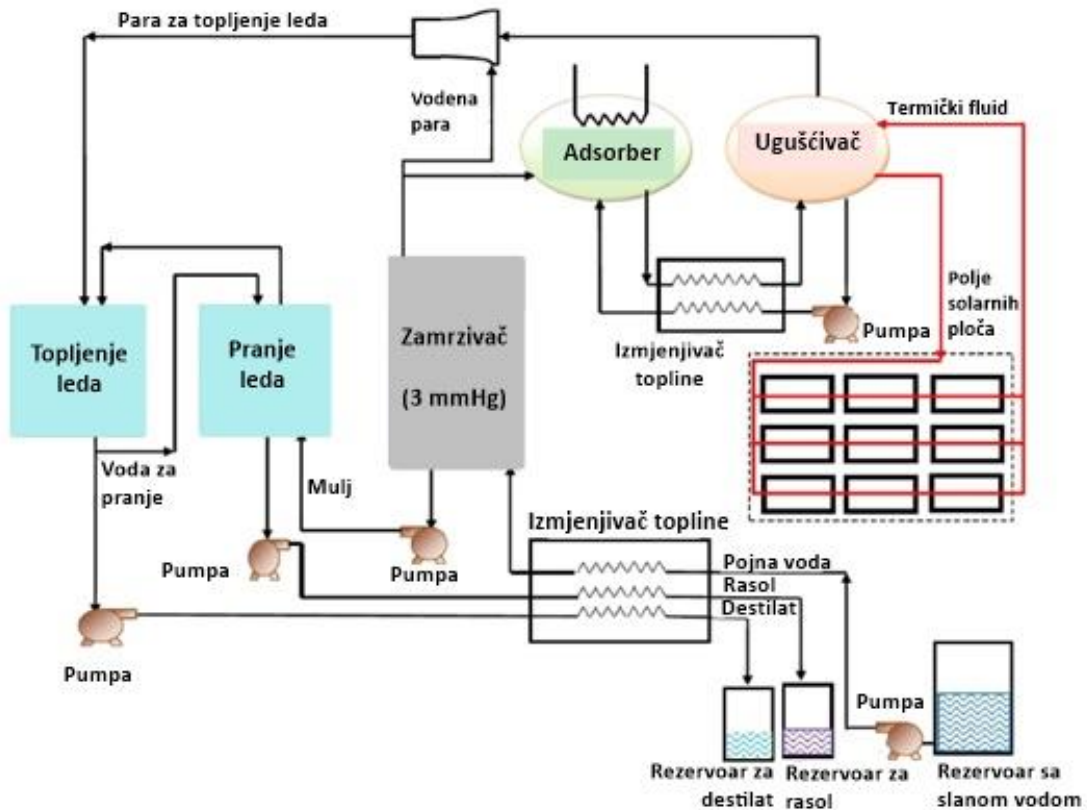 Para za topljenje leda
Vodena
para
Adsorber
Ugušćivač
Termički fluid
Polje
solarnih
ploča
Pumpa
Izmjenjivač
topline
Topljenje
leda
Pranje
leda
Zamrzivač
(3 mmHg)
Voda za
pranje
Mulj
Pumpa
Pumpa
Pumpa
Izmjenjivač topline
Pojna voda
Rasol
Destilat
Pumpa
Rezervoar za
destilat
Rezervoar za
rasol
Rezervoar sa
slanom vodom